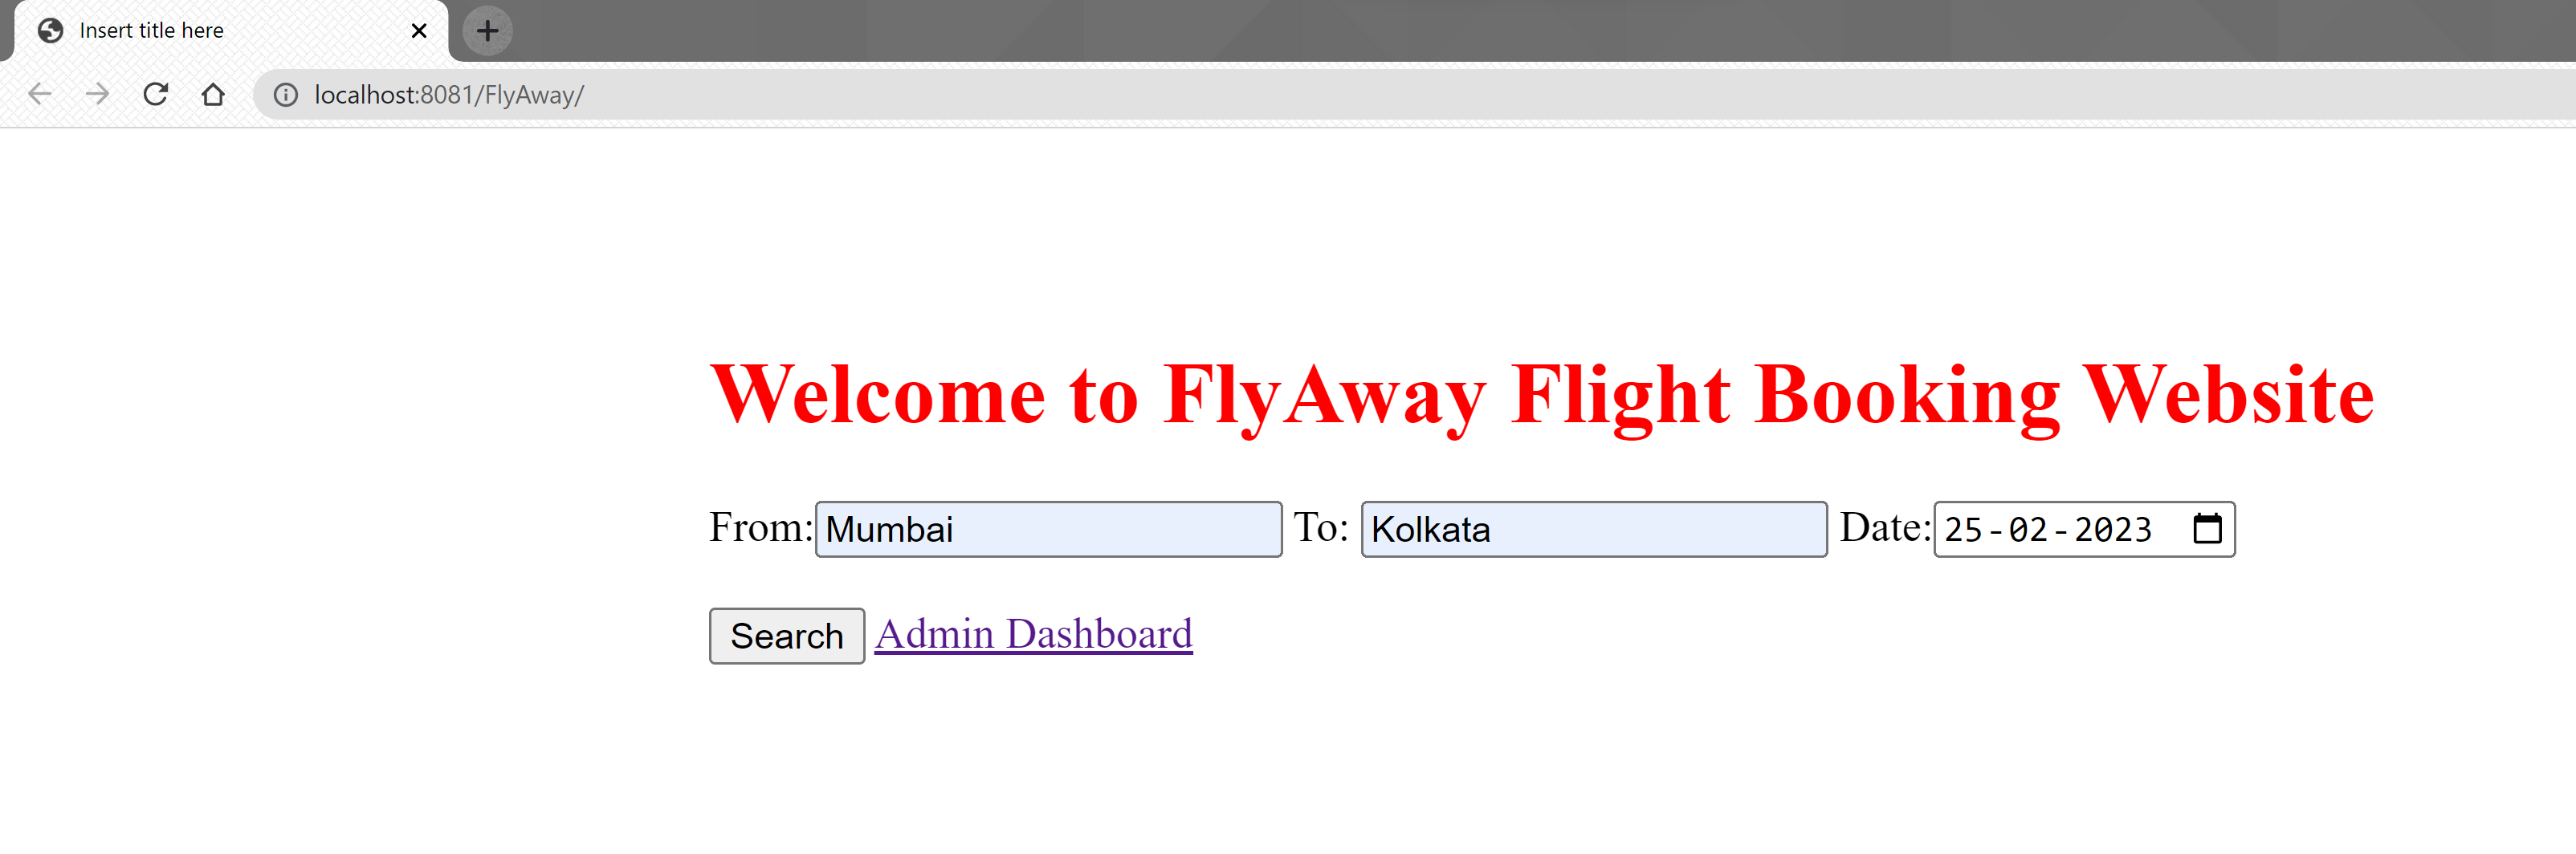 Insert title here
localhost:8081/FlyAway/
Welcome to FlyAway Flight Booking Website
From: Mumbai To: Kolkata Date: 25-02-2023
Search Admin Dashboard